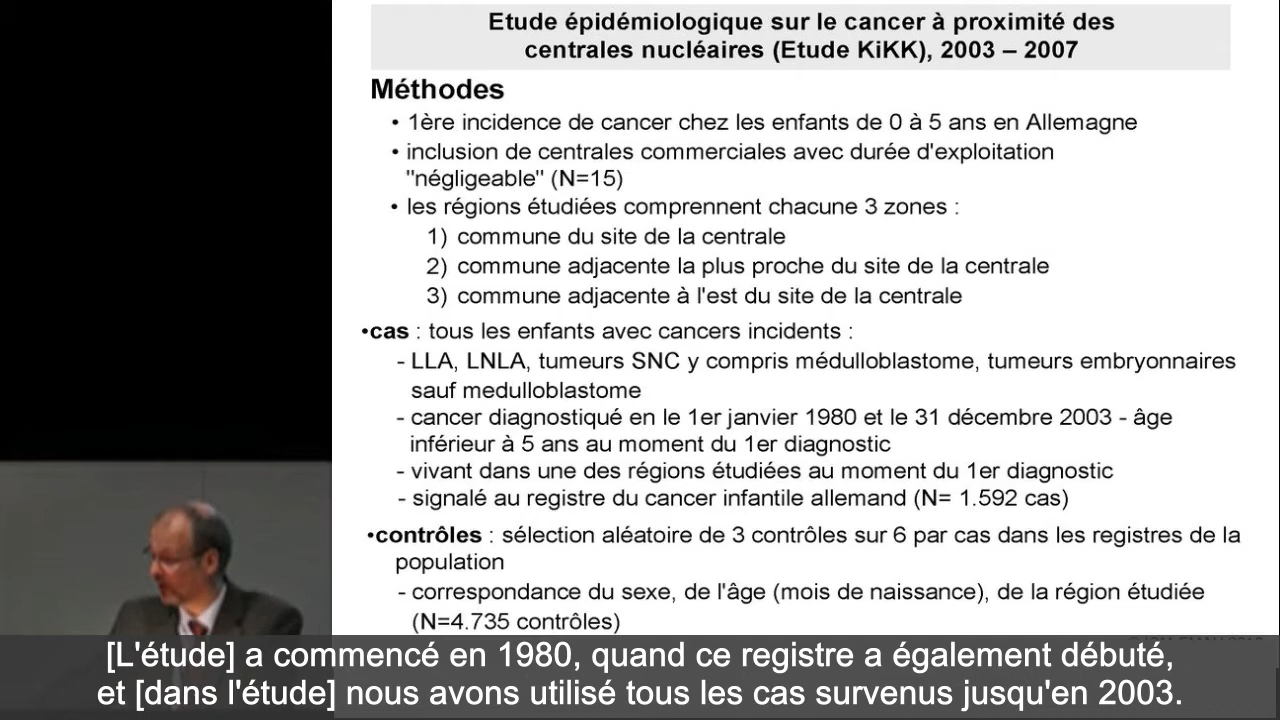 Etude épidémiologique sur le cancer à proximité des
centrales nucléaires (Etude KiKK), 2003 – 2007
Méthodes
• 1ère incidence de cancer chez les enfants de 0 à 5 ans en Allemagne
• inclusion de centrales commerciales avec durée d'exploitation
"négligeable" (N=15)
• les régions étudiées comprennent chacune 3 zones :
1) commune du site de la centrale
2) commune adjacente la plus proche du site de la centrale
3) commune adjacente à l'est du site de la centrale
•cas : tous les enfants avec cancers incidents :
- LLA, LNLA, tumeurs SNC y compris médulloblastome, tumeurs embryonnaires
sauf medulloblastome
- cancer diagnostiqué en le 1er janvier 1980 et le 31 décembre 2003 - âge
inférieur à 5 ans au moment du 1er diagnostic
- vivant dans une des régions étudiées au moment du 1er diagnostic
- signalé au registre du cancer infantile allemand (N= 1.592 cas)
•contrôles : sélection aléatoire de 3 contrôles sur 6 par cas dans les registres de la
population
- correspondance du sexe, de l'âge (mois de naissance), de la région étudiée
(N=4.735 contrôles)
[L'étude] a commencé en 1980, quand ce registre a également débuté,
et [dans l'étude] nous avons utilisé tous les cas survenus jusqu'en 2003.